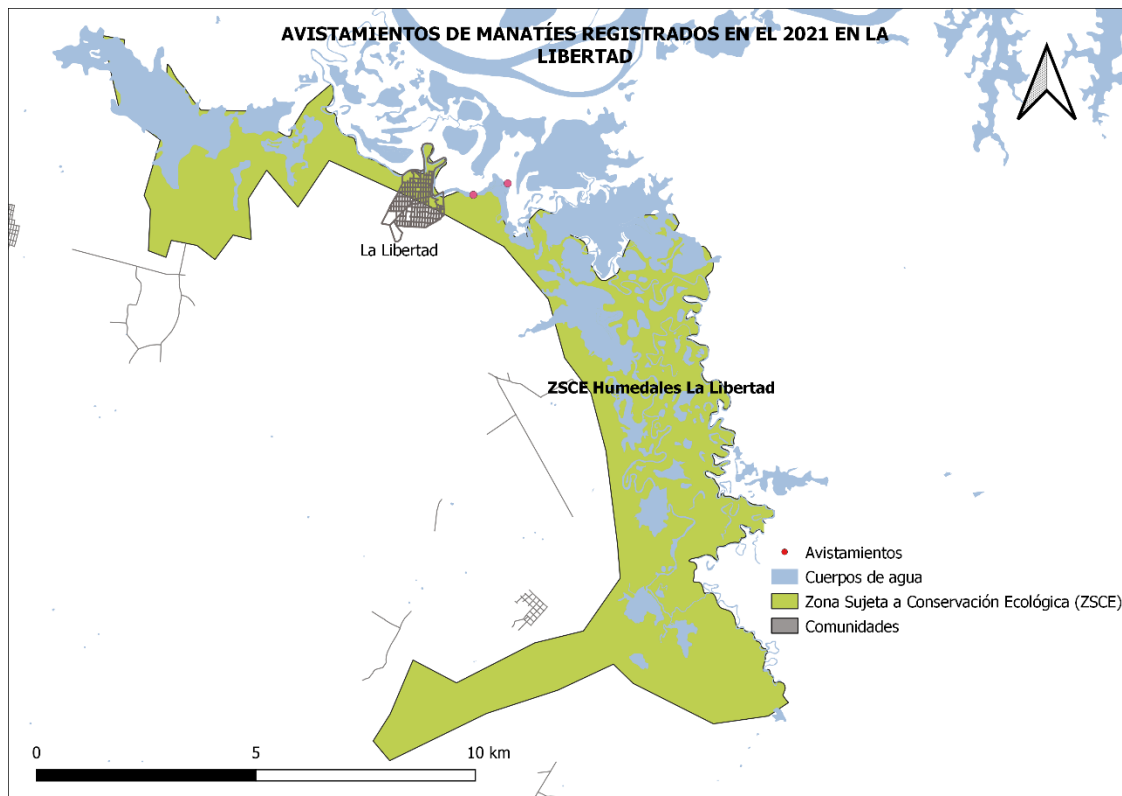 AVISTAMIENTOS DE MANATÍES REGISTRADOS EN EL 2021 EN LA
LIBERTAD
La Libertad
ZSCE Humedales La Libertad
Avistamientos
Cuerpos de agua
Zona Sujeta a Conservación Ecológica (ZSCE)
Comunidades
0 5 10 km